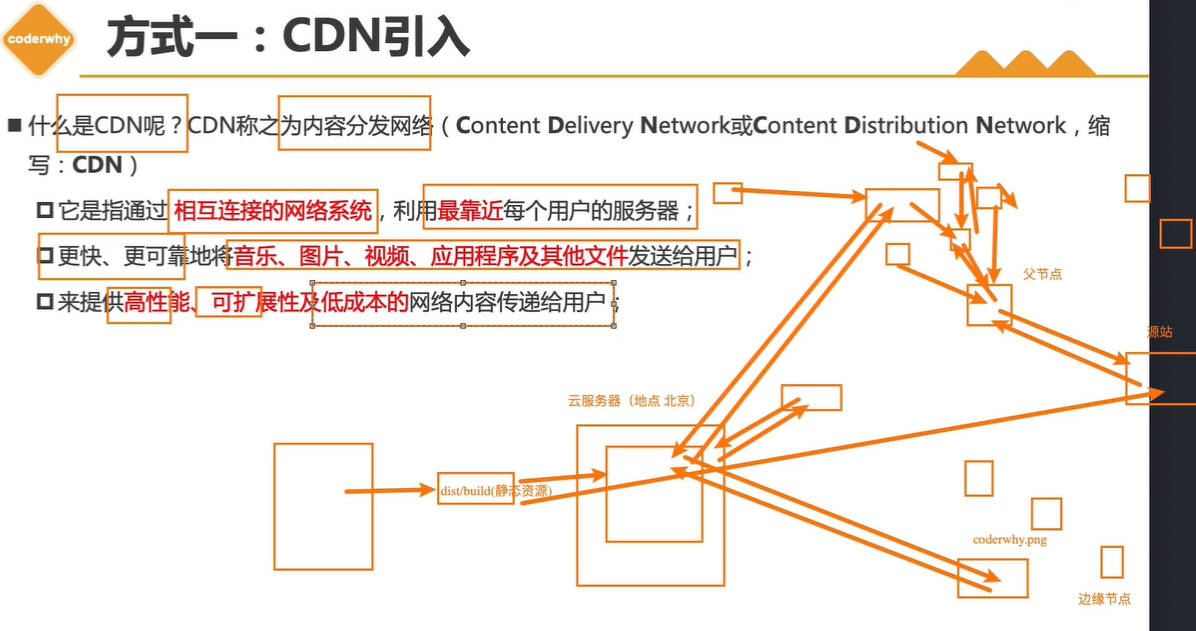 coderwhy
方式一：CDN引入
■ 什么是CDN呢？CDN称之为内容分发网络（Content Delivery Network或Content Distribution Network，缩
写：CDN）
它是指通过 相互连接的网络系统，利用最靠近每个用户的服务器；
更快、更可靠地将音乐、图片、视频、应用程序及其他文件发送给用户；
来提供高性能、可扩展性及低成本的网络内容传递给用户；
父节点
源站
云服务器（地点 北京）
dist/build(静态资源)
coderwhy.png
边缘节点